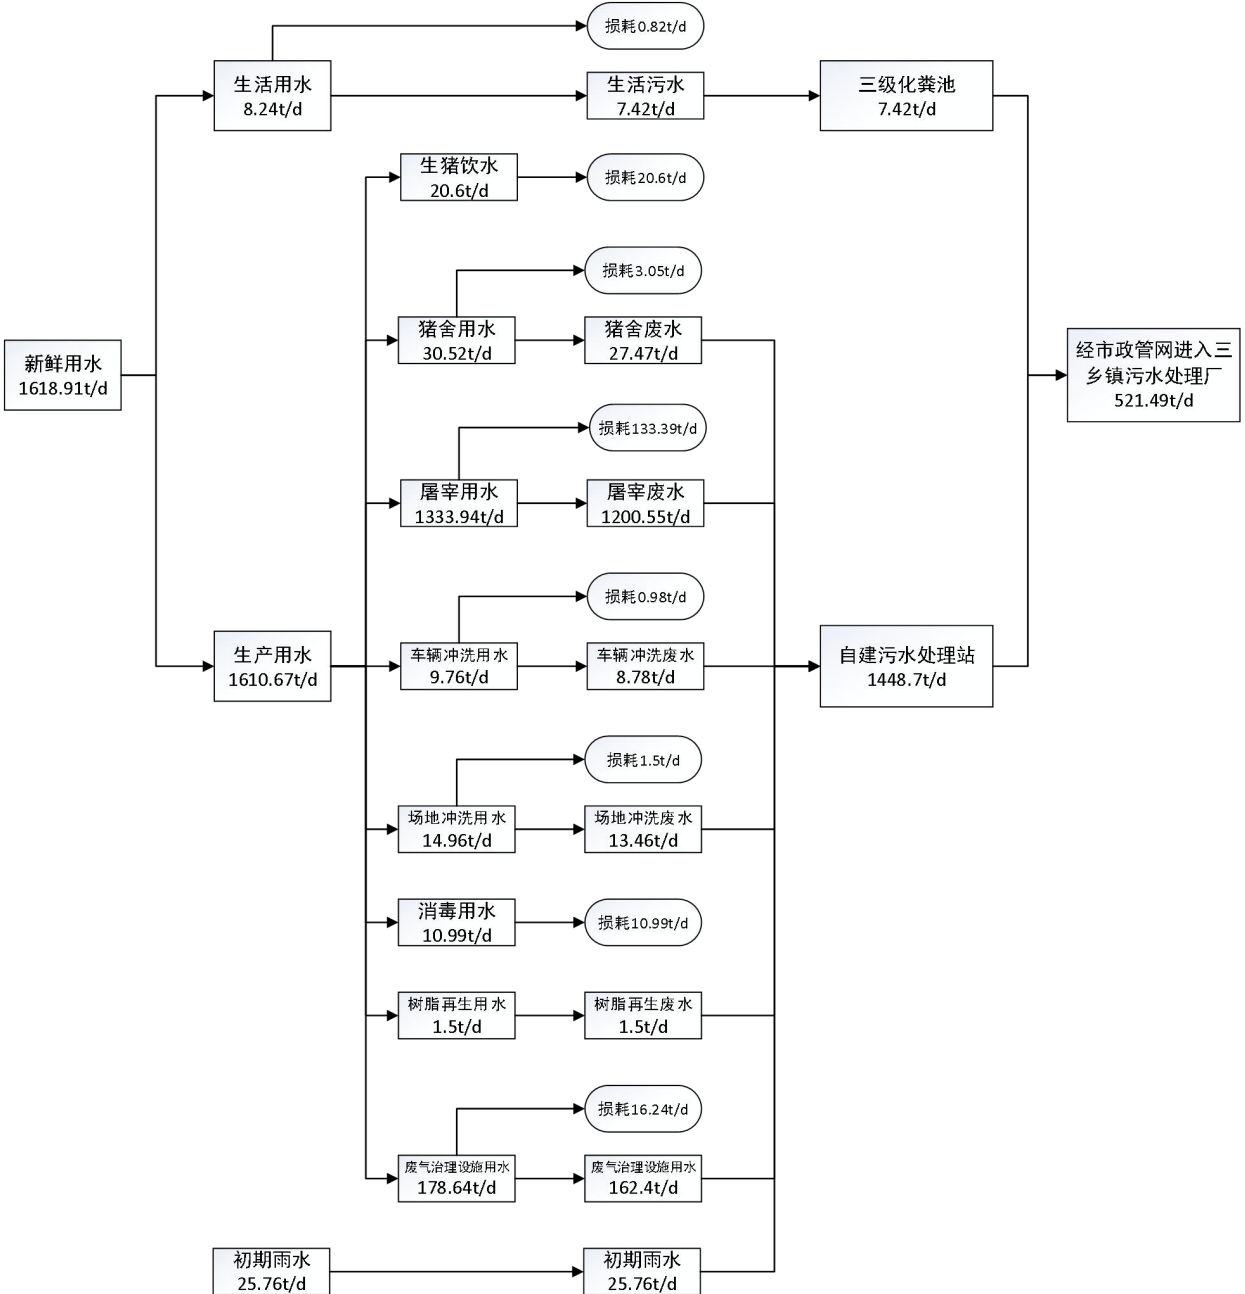 损耗0.82t/d
生活用水
8.24t/d
生活污水
7.42t/d
三级化粪池
7.42t/d
生猪饮水
20.6t/d
损耗20.6t/d
损耗3.05t/d
猪舍用水
30.52t/d
猪舍废水
27.47t/d
新鲜用水
1618.91t/d
经市政管网进入三
乡镇污水处理厂
521.49t/d
损耗133.39t/d
屠宰用水
1333.94t/d
屠宰废水
1200.55t/d
损耗0.98t/d
生产用水
1610.67t/d
车辆冲洗用水
9.76t/d
车辆冲洗废水
8.78t/d
自建污水处理站
1448.7t/d
损耗1.5t/d
场地冲洗用水
14.96t/d
场地冲洗废水
13.46t/d
消毒用水
10.99t/d
损耗10.99t/d
树脂再生用水
1.5t/d
树脂再生废水
1.5t/d
损耗16.24t/d
废气治理设施用水
178.64t/d
废气治理设施用水
162.4t/d
初期雨水
25.76t/d
初期雨水
25.76t/d